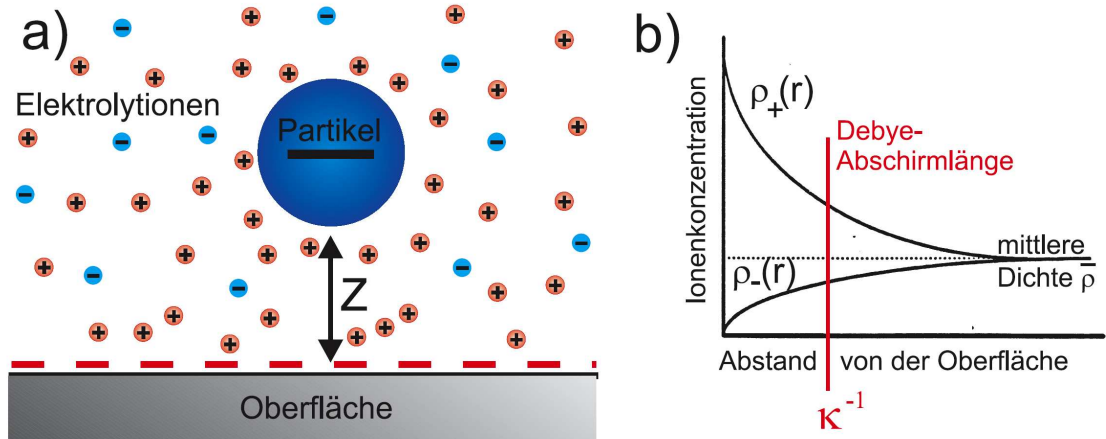 a)
Elektrolytionen
Partikel
Z
Oberfläche
b)
Ionenkonzentration
ρ₊(r)
Debye-
Abschirmlänge
ρ₋(r)
mittlere
Dichte ρ̄
Abstand von der Oberfläche
κ⁻¹